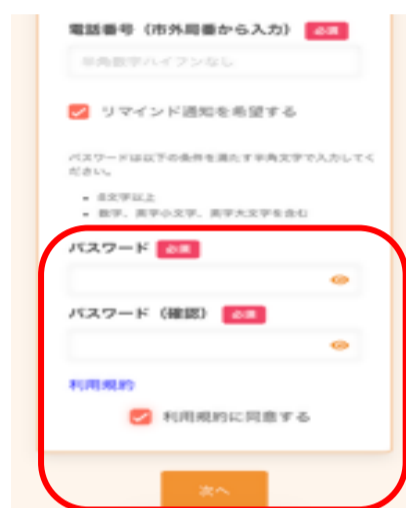 電話番号（市外局番から入力） 必須
半角数字ハイフンなし
リマインド通知を希望する
パスワードは以下の条件を満たす半角文字で入力してく
ださい。
8文字以上
数字、英字小文字、英字大文字を含む
パスワード 必須
パスワード（確認） 必須
利用規約
利用規約に同意する
次へ